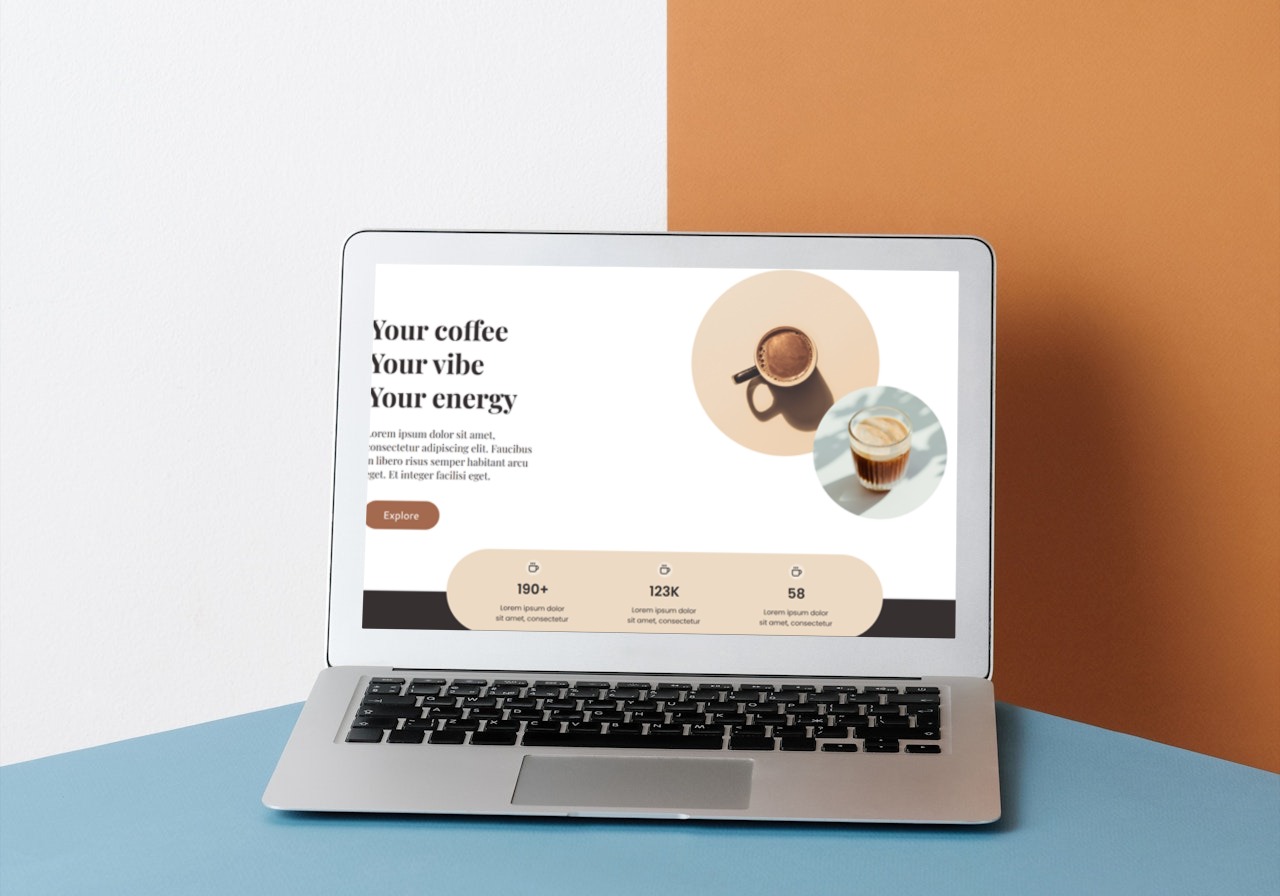 Your coffee
Your vibe
Your energy
Lorem ipsum dolor sit amet,
consectetur adipiscing elit. Faucibus
in libero risus semper habitant arcu
eget. Et integer facilisi eget.
Explore
190+
Lorem ipsum dolor
sit amet, consectetur
123K
Lorem ipsum dolor
sit amet, consectetur
58
Lorem ipsum dolor
sit amet, consectetur